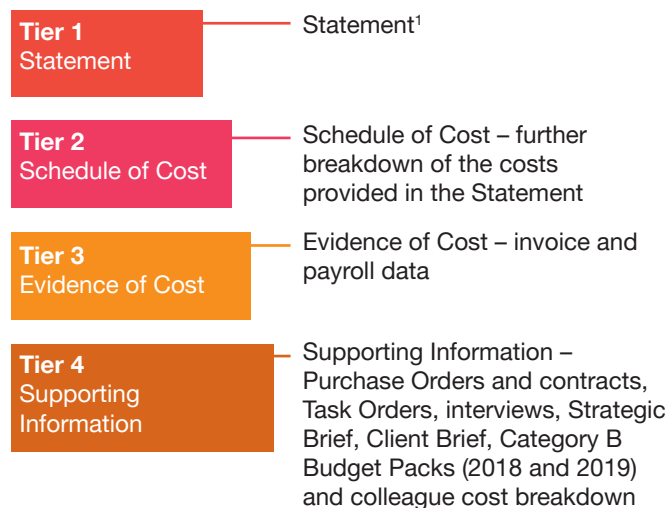 Tier 1
Statement
Statement¹
Tier 2
Schedule of Cost
Schedule of Cost – further
breakdown of the costs
provided in the Statement
Tier 3
Evidence of Cost
Evidence of Cost – invoice and
payroll data
Tier 4
Supporting
Information
Supporting Information –
Purchase Orders and contracts,
Task Orders, interviews, Strategic
Brief, Client Brief, Category B
Budget Packs (2018 and 2019)
and colleague cost breakdown